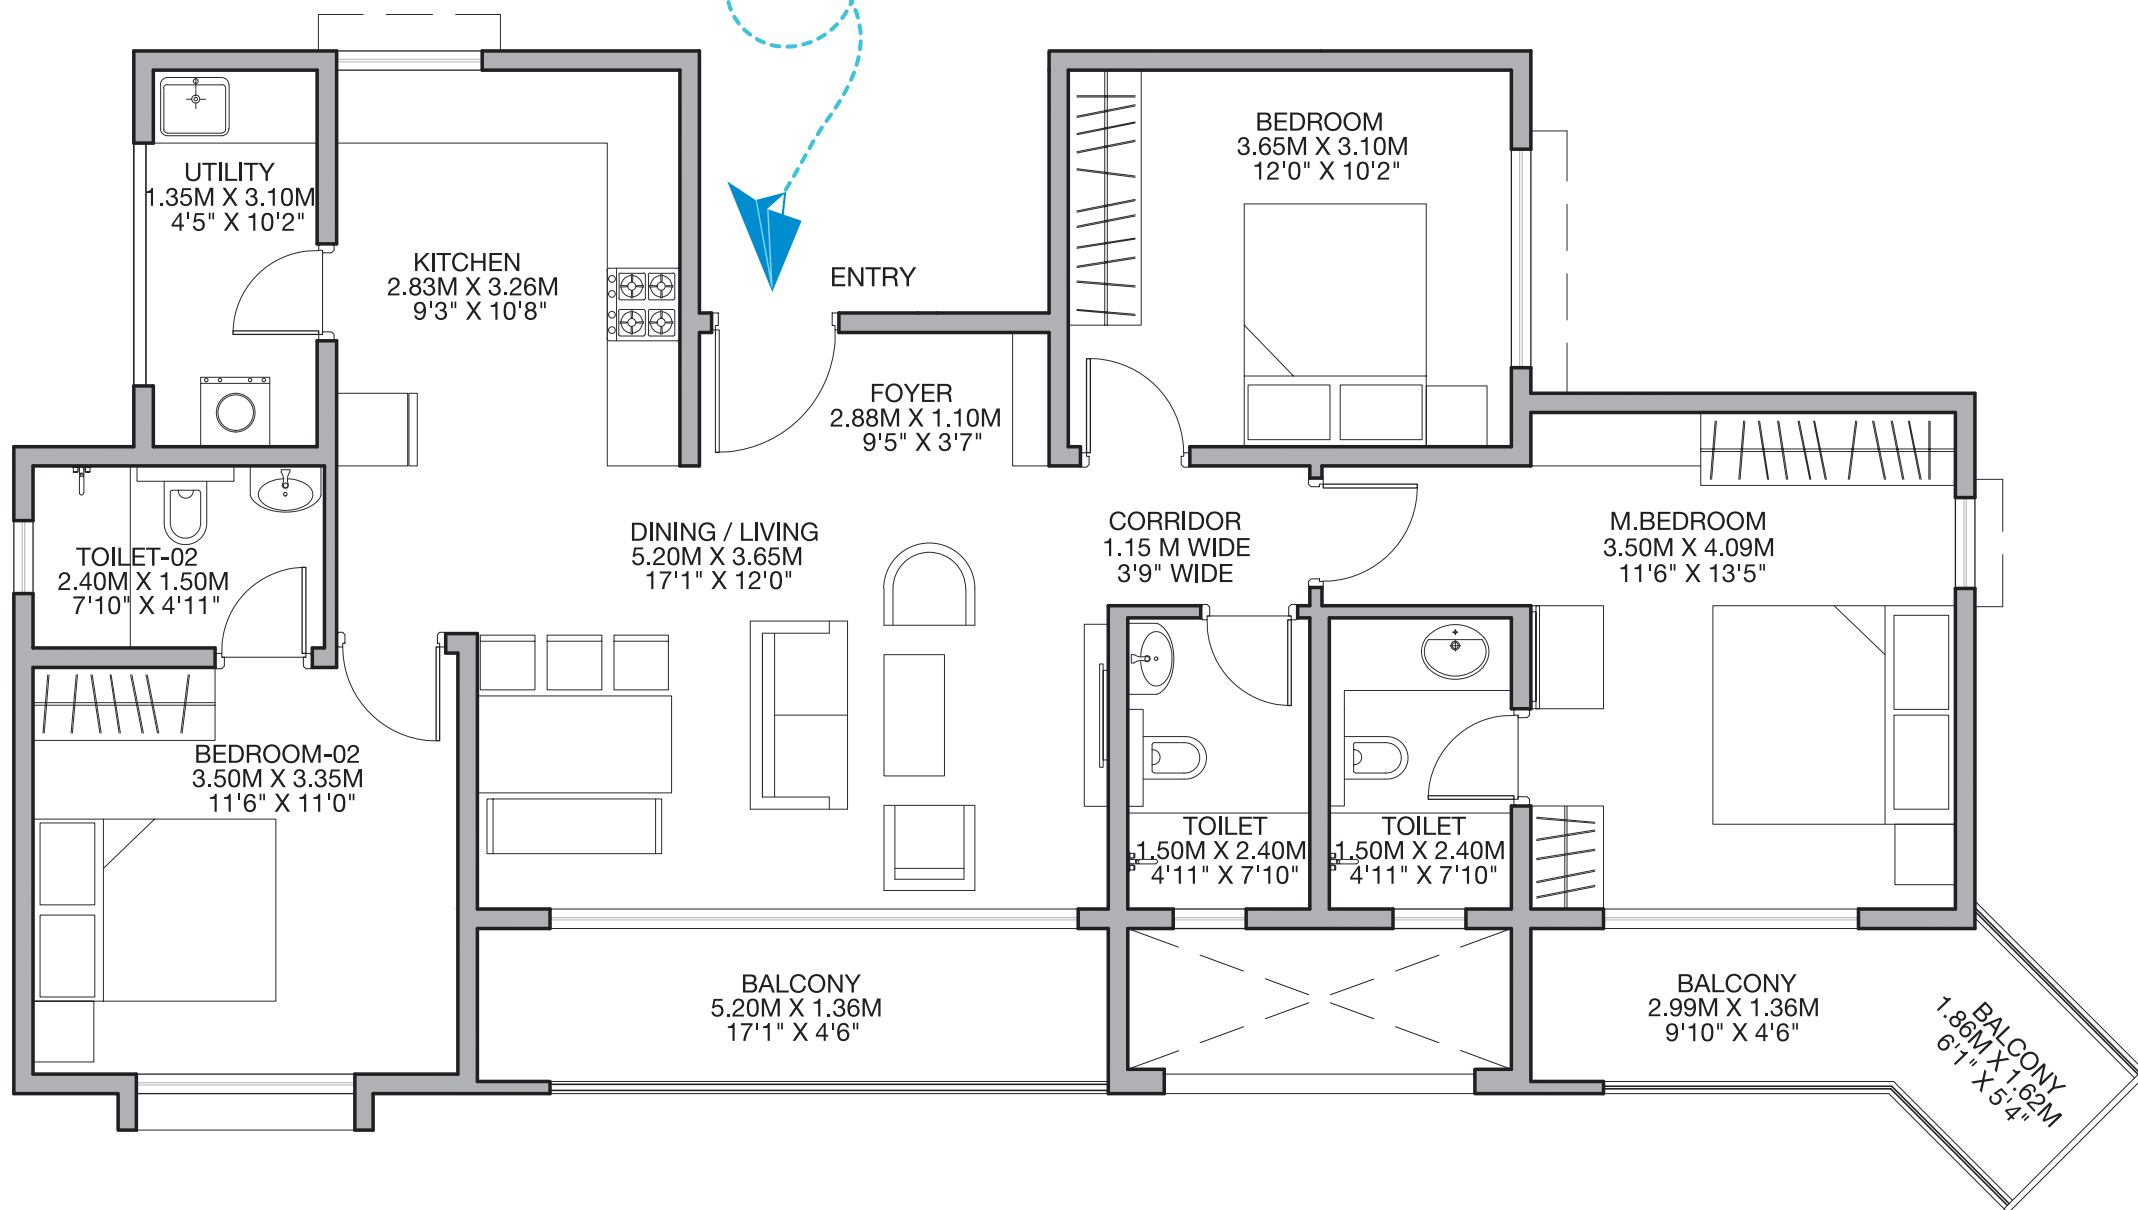 BEDROOM
3.65M X 3.10M
12'0" X 10'2"
UTILITY
1.35M X 3.10M
4'5" X 10'2"
KITCHEN
2.83M X 3.26M
9'3" X 10'8"
ENTRY
FOYER
2.88M X 1.10M
9'5" X 3'7"
DINING / LIVING
5.20M X 3.65M
17'1" X 12'0"
CORRIDOR
1.15 M WIDE
3'9" WIDE
M.BEDROOM
3.50M X 4.09M
11'6" X 13'5"
TOILET-02
2.40M X 1.50M
7'10" X 4'11"
BEDROOM-02
3.50M X 3.35M
11'6" X 11'0"
TOILET
1.50M X 2.40M
4'11" X 7'10"
TOILET
1.50M X 2.40M
4'11" X 7'10"
BALCONY
5.20M X 1.36M
17'1" X 4'6"
BALCONY
2.99M X 1.36M
9'10" X 4'6"
BALCONY
1.86M X 1.62M
6'1" X 5'4"